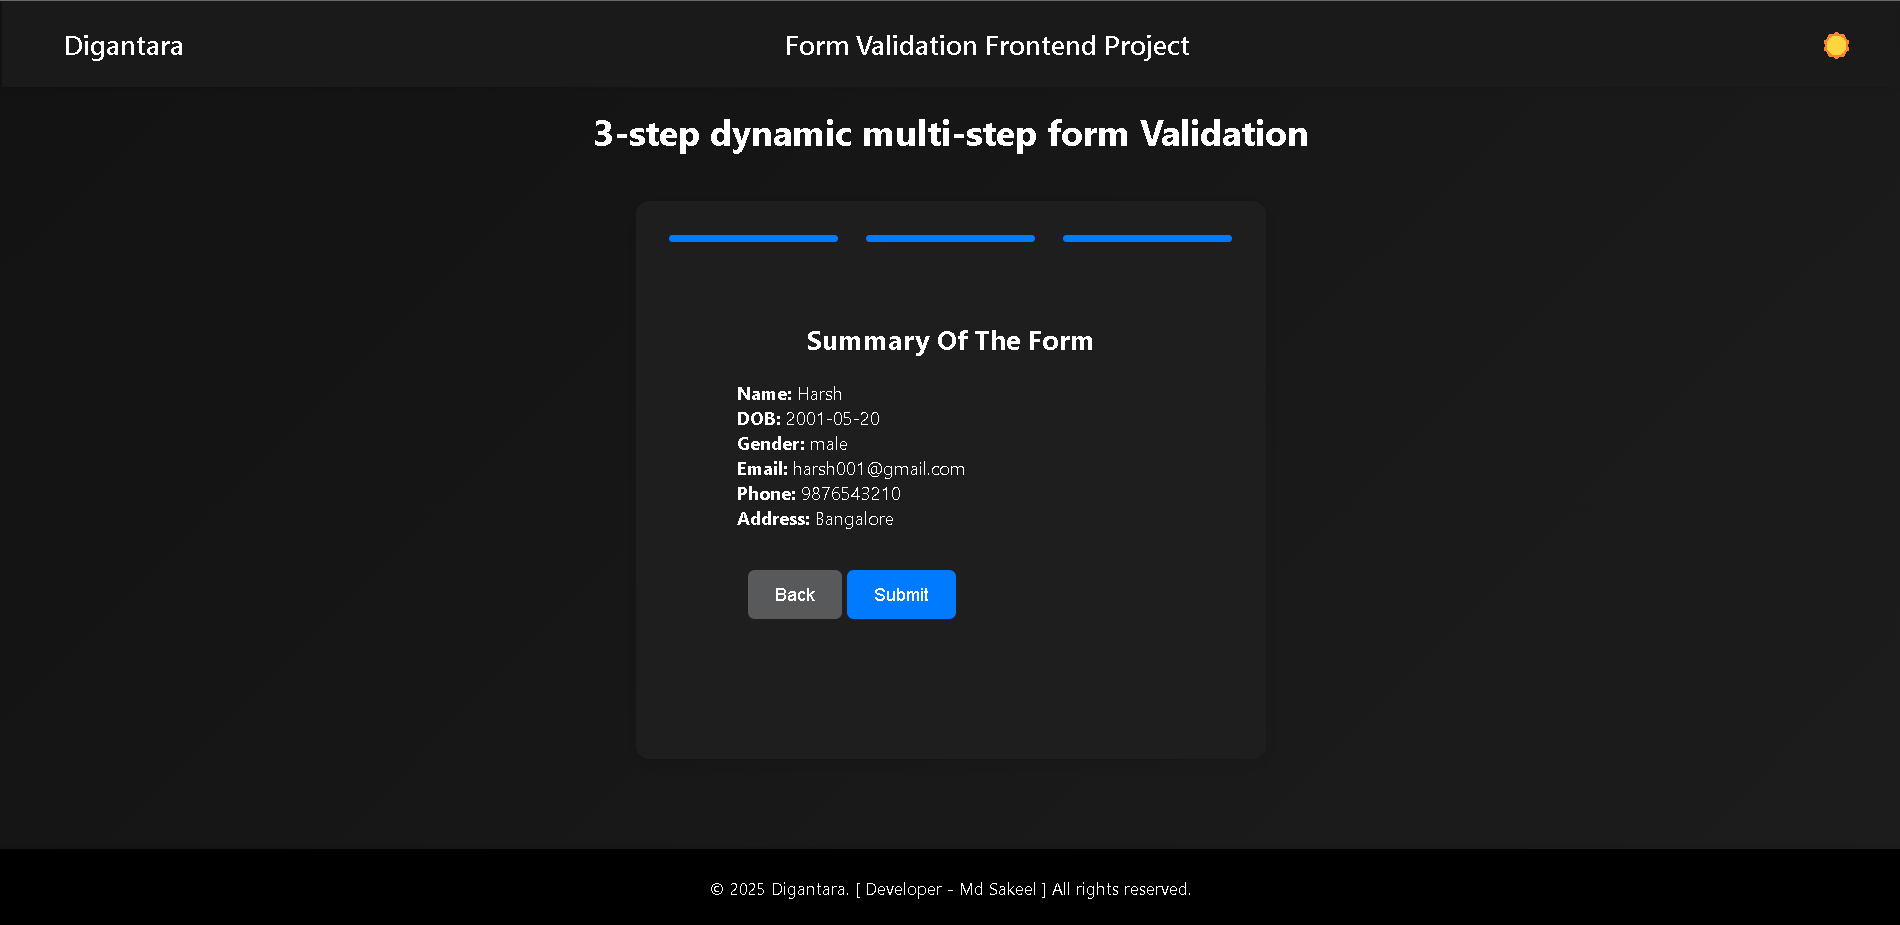 Digantara
Form Validation Frontend Project
3-step dynamic multi-step form Validation
Summary Of The Form
Name: Harsh
DOB: 2001-05-20
Gender: male
Email: harsh001@gmail.com
Phone: 9876543210
Address: Bangalore
Back
Submit
© 2025 Digantara. [ Developer - Md Sakeel ] All rights reserved.